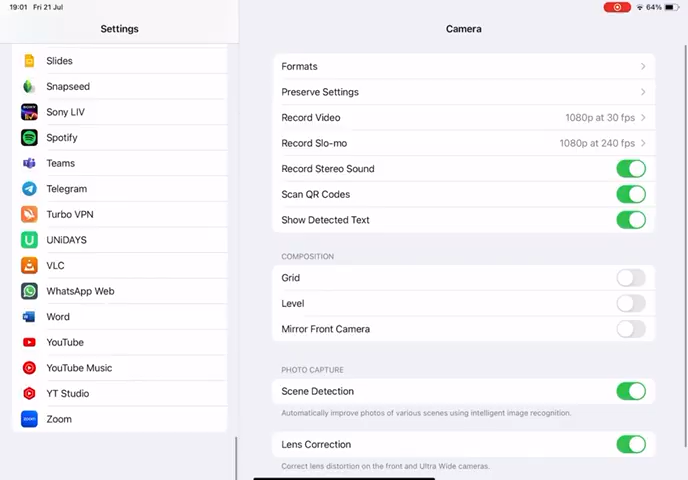 19:01 Fri 21 Jul
64%
Settings
Slides
Snapseed
Sony LIV
Spotify
Teams
Telegram
Turbo VPN
UNiDAYS
VLC
WhatsApp Web
Word
YouTube
YouTube Music
YT Studio
Zoom
Camera
Formats
Preserve Settings
Record Video 1080p at 30 fps
Record Slo-mo 1080p at 240 fps
Record Stereo Sound
Scan QR Codes
Show Detected Text
COMPOSITION
Grid
Level
Mirror Front Camera
PHOTO CAPTURE
Scene Detection
Automatically improve photos of various scenes using intelligent image recognition.
Lens Correction
Correct lens distortion on the front and Ultra Wide cameras.